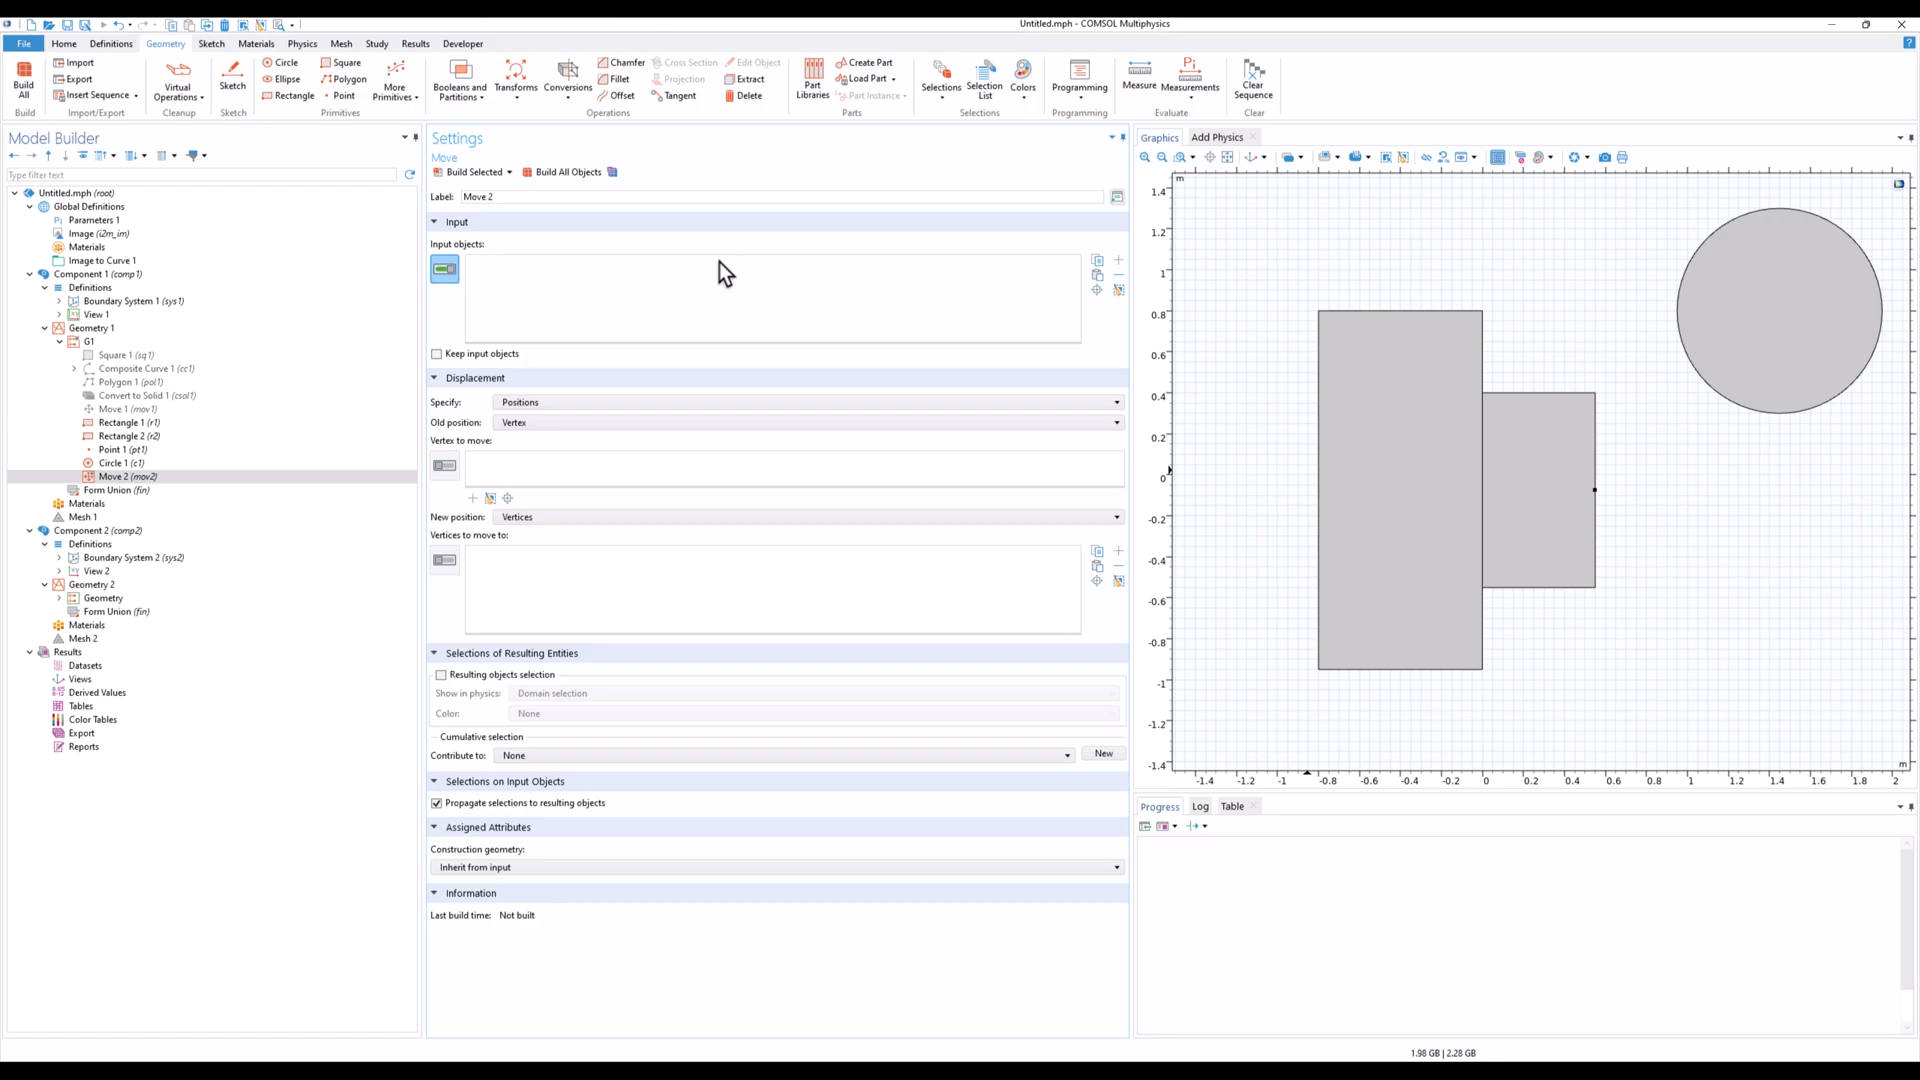 Untitled.mph - COMSOL Multiphysics
File Home Definitions Geometry Sketch Materials Physics Mesh Study Results Developer
Build All
Build
Import
Export
Insert Sequence
Import/Export
Virtual Operations
Cleanup
Sketch
Sketch
Circle Square
Ellipse Polygon
Rectangle Point
More Primitives
Primitives
Booleans and Partitions
Transforms
Conversions
Chamfer Cross Section Edit Object
Fillet Projection Extract
Offset Tangent Delete
Operations
Part Libraries
Create Part
Load Part
Part Instance
Parts
Selections
Selection List
Colors
Selections
Programming
Programming
Measure
Measurements
Evaluate
Clear Sequence
Clear
Model Builder
Type filter text
Untitled.mph (root)
Global Definitions
Pi Parameters 1
Image (i2m_im)
Materials
Image to Curve 1
Component 1 (comp1)
Definitions
Boundary System 1 (sys1)
View 1
Geometry 1
G1
Square 1 (sq1)
Composite Curve 1 (cc1)
Polygon 1 (pol1)
Convert to Solid 1 (csol1)
Move 1 (mov1)
Rectangle 1 (r1)
Rectangle 2 (r2)
Point 1 (pt1)
Circle 1 (c1)
Move 2 (mov2)
Form Union (fin)
Materials
Mesh 1
Component 2 (comp2)
Definitions
Boundary System 2 (sys2)
View 2
Geometry 2
Geometry
Form Union (fin)
Materials
Mesh 2
Results
Datasets
Views
Derived Values
Tables
Color Tables
Export
Reports
Settings
Move
Build Selected Build All Objects
Label: Move 2
Input
Input objects:
Keep input objects
Displacement
Specify: Positions
Old position: Vertex
Vertex to move:
New position: Vertices
Vertices to move to:
Selections of Resulting Entities
Resulting objects selection
Show in physics: Domain selection
Color: None
Cumulative selection
Contribute to: None New
Selections on Input Objects
Propagate selections to resulting objects
Assigned Attributes
Construction geometry:
Inherit from input
Information
Last build time: Not built
Graphics Add Physics
m
1.4
1.2
1
0.8
0.6
0.4
0.2
0
-0.2
-0.4
-0.6
-0.8
-1
-1.2
-1.4
m
-1.4 -1.2 -1 -0.8 -0.6 -0.4 -0.2 0 0.2 0.4 0.6 0.8 1 1.2 1.4 1.6 1.8 2
Progress Log Table
1.98 GB | 2.28 GB